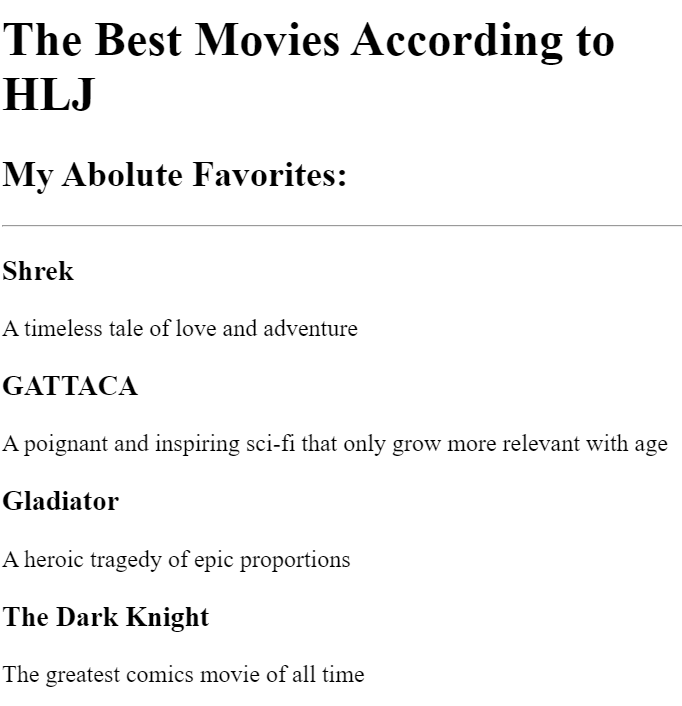 The Best Movies According to
HLJ
My Abolute Favorites:
Shrek
A timeless tale of love and adventure
GATTACA
A poignant and inspiring sci-fi that only grow more relevant with age
Gladiator
A heroic tragedy of epic proportions
The Dark Knight
The greatest comics movie of all time